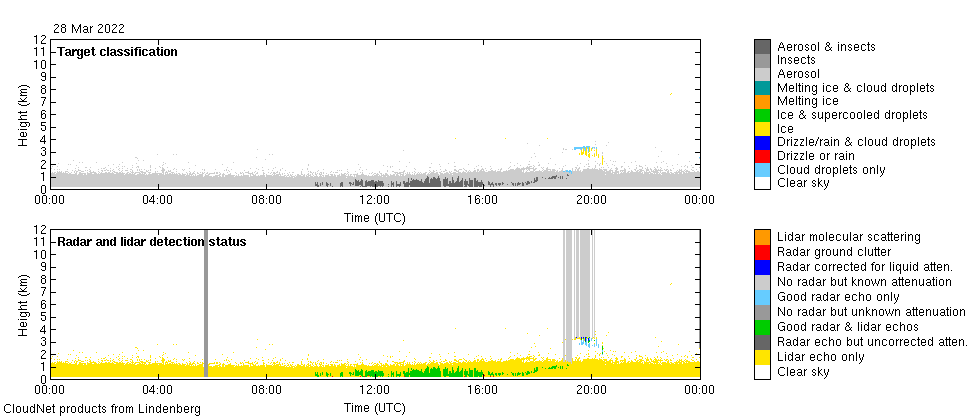 28 Mar 2022
Target classification
Height (km)
12
11
10
9
8
7
6
5
4
3
2
1
0
00:00 04:00 08:00 12:00 16:00 20:00 00:00
Time (UTC)
Aerosol & insects
Insects
Aerosol
Melting ice & cloud droplets
Melting ice
Ice & supercooled droplets
Ice
Drizzle/rain & cloud droplets
Drizzle or rain
Cloud droplets only
Clear sky
Radar and lidar detection status
Height (km)
12
11
10
9
8
7
6
5
4
3
2
1
0
00:00 04:00 08:00 12:00 16:00 20:00 00:00
Time (UTC)
Lidar molecular scattering
Radar ground clutter
Radar corrected for liquid atten.
No radar but known attenuation
Good radar echo only
No radar but unknown attenuation
Good radar & lidar echos
Radar echo but uncorrected atten.
Lidar echo only
Clear sky
CloudNet products from Lindenberg